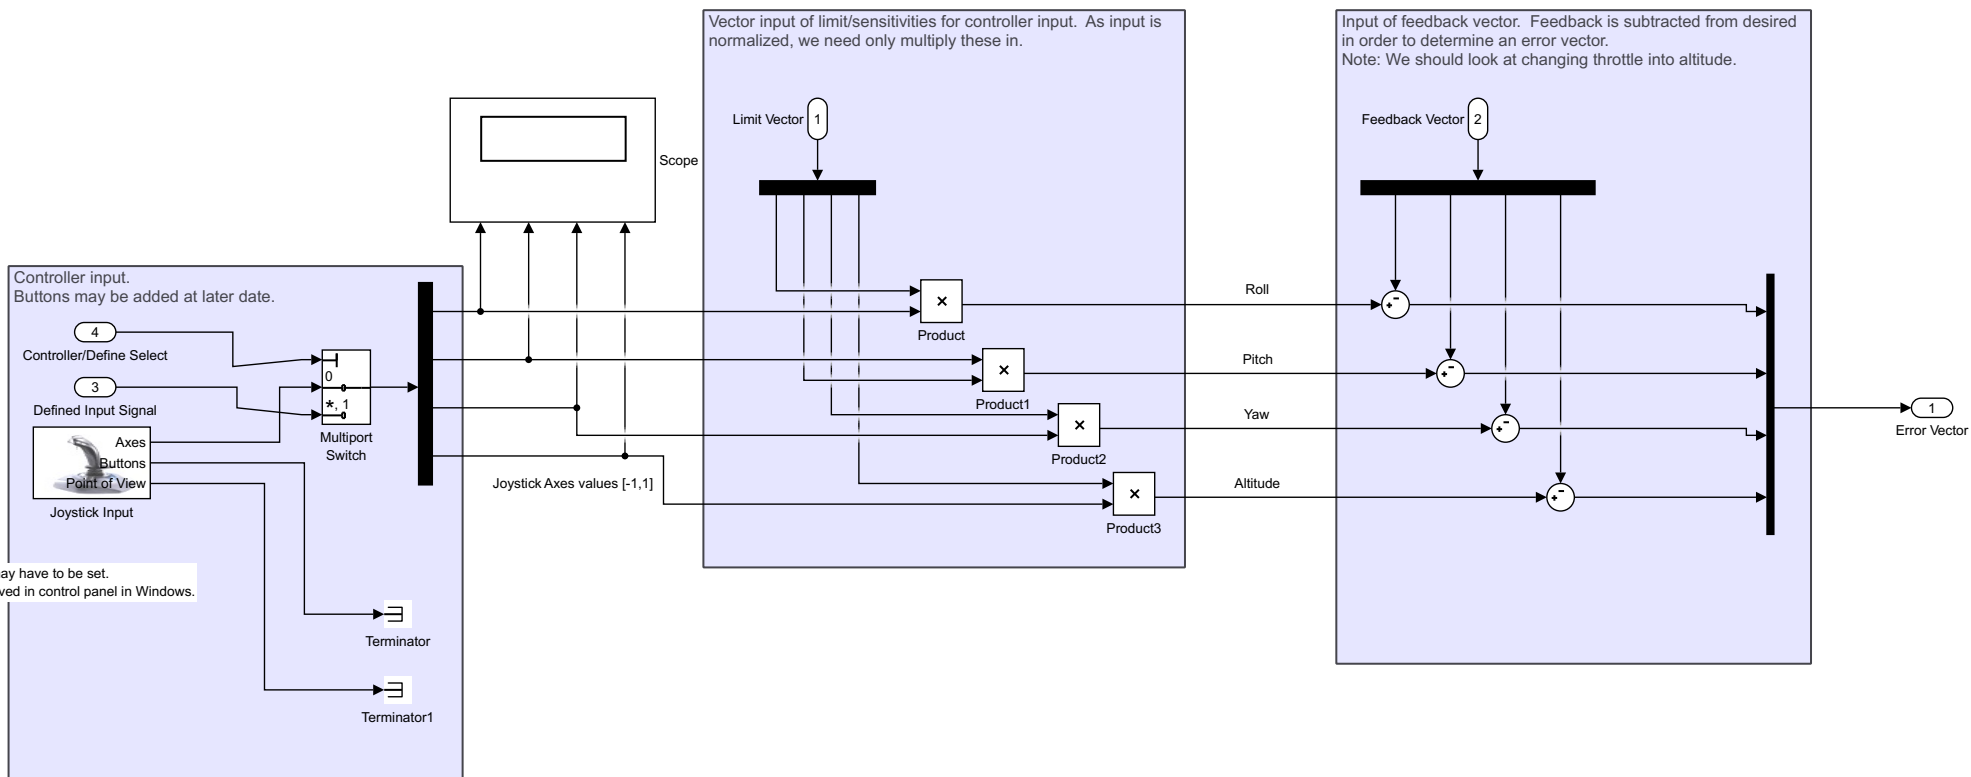 Vector input of limit/sensitivities for controller input.  As input is
normalized, we need only multiply these in.
Input of feedback vector.  Feedback is subtracted from desired
in order to determine an error vector.
Note: We should look at changing throttle into altitude.
Limit Vector
1
Feedback Vector
2
Scope
Controller input.
Buttons may be added at later date.
4
Controller/Define Select
3
Defined Input Signal
0
*, 1
Multiport
Switch
Axes
Buttons
Point of View
Joystick Input
Joystick Axes values [-1,1]
×
Product
×
Product1
×
Product2
×
Product3
Roll
Pitch
Yaw
Altitude
+ -
+ -
+ -
+ -
1
Error Vector
may have to be set.
ved in control panel in Windows.
Terminator
Terminator1